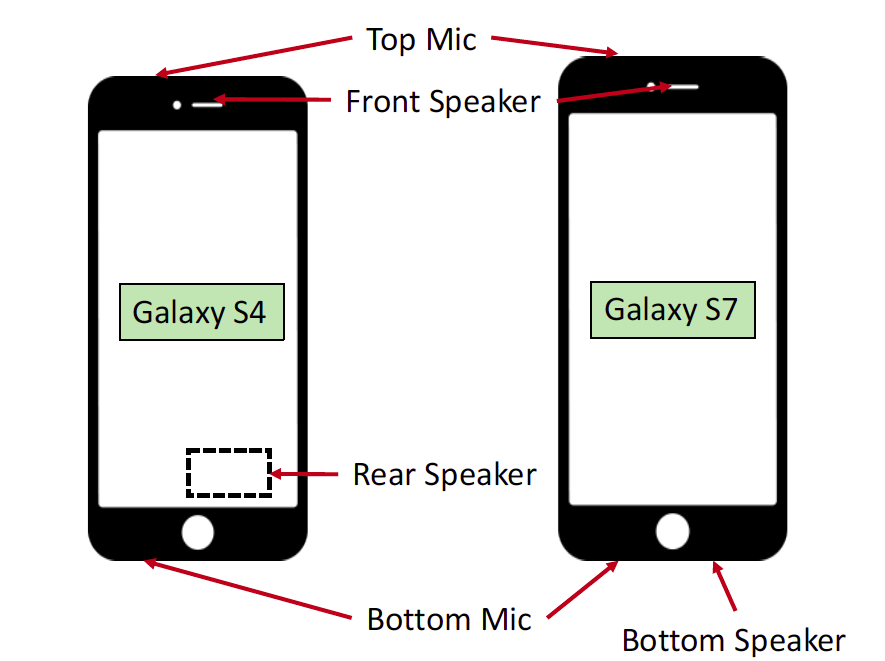 Top Mic
Front Speaker
Galaxy S4
Galaxy S7
Rear Speaker
Bottom Mic
Bottom Speaker